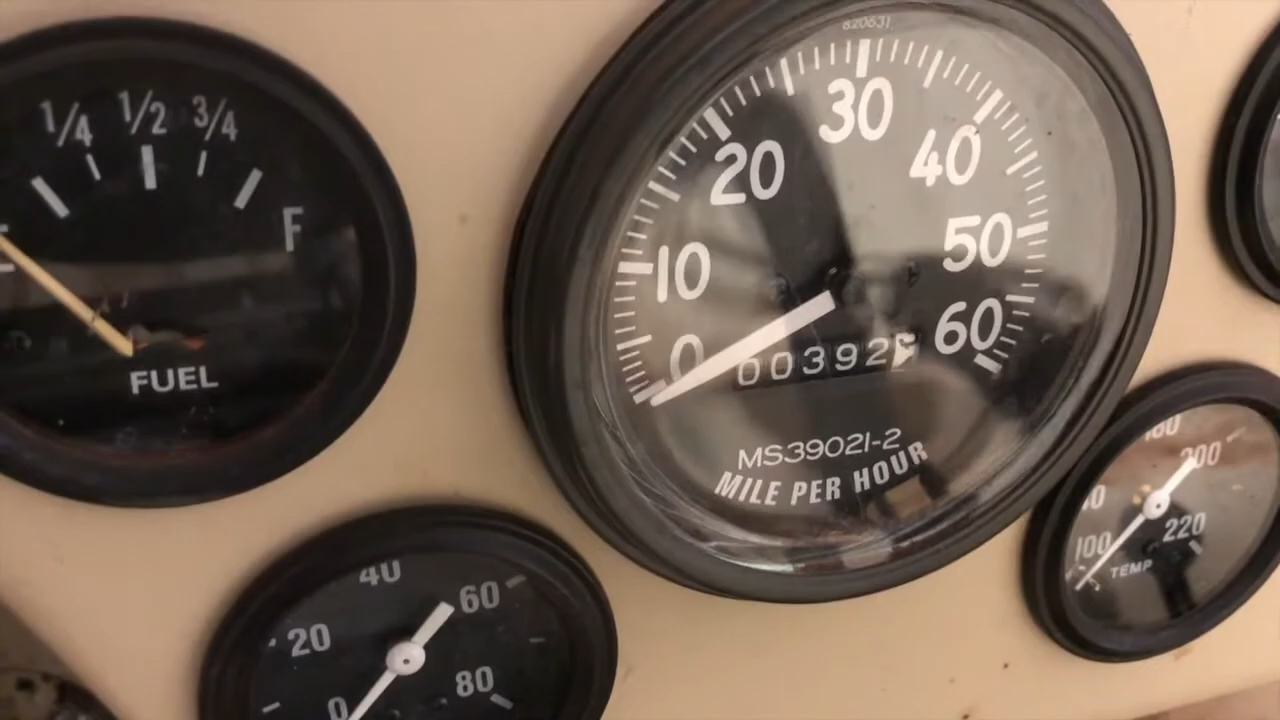 1/4 1/2 3/4
F
FUEL
820631
0 10 20 30 40 50 60
00392
MS39021-2
MILE PER HOUR
0 20 40 60 80
100 200 220
TEMP